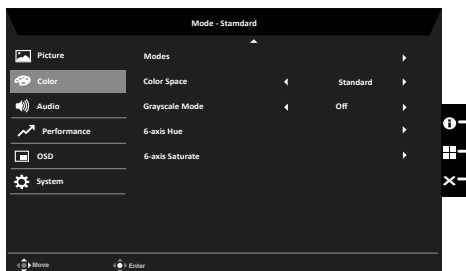 Mode - Stamdard
Picture
Modes
Color
Color Space
Standard
Audio
Grayscale Mode
Off
Performance
6-axis Hue
OSD
6-axis Saturate
System
Move
Enter